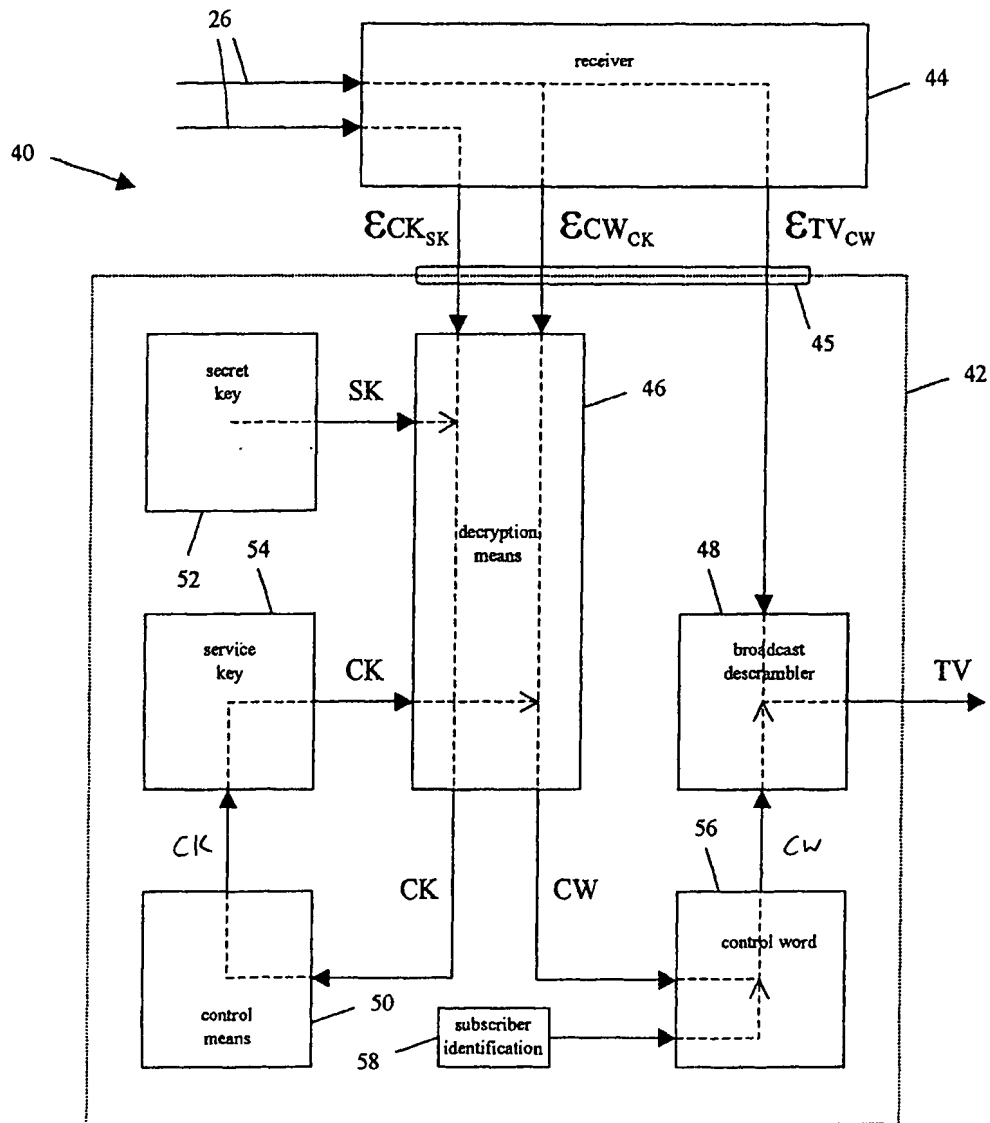 26
receiver
44
40
εCK_SK
εCW_CK
εTV_CW
45
42
secret
key
SK
46
decryption
means
52
54
48
service
key
CK
broadcast
descrambler
TV
CK
CW
56
CK
CW
control word
control
means
50
subscriber
identification
58